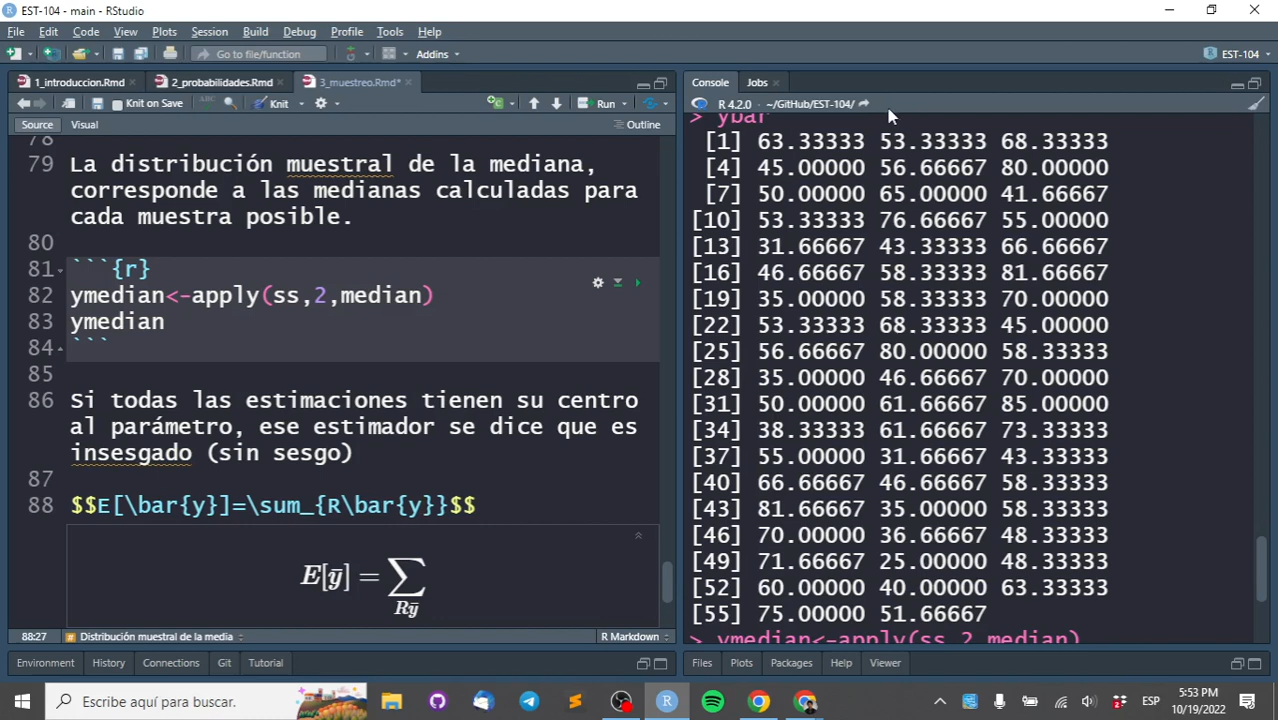 EST-104 - main - RStudio
File Edit Code View Plots Session Build Debug Profile Tools Help
Go to file/function Addins EST-104
1_introduccion.Rmd 2_probabilidades.Rmd 3_muestreo.Rmd*
Knit on Save Knit Run
Source Visual Outline
78
79 La distribución muestral de la mediana,
corresponde a las medianas calculadas para
cada muestra posible.
80
81 ```{r}
82 ymedian<-apply(ss,2,median)
83 ymedian
84 ```
85
86 Si todas las estimaciones tienen su centro
al parámetro, ese estimador se dice que es
insesgado (sin sesgo)
87
88 $$E[\bar{y}]=\sum_{R\bar{y}}$$
E[ȳ] = ∑
Rȳ
88:27 Distribución muestral de la media R Markdown
Environment History Connections Git Tutorial
Console Jobs
R 4.2.0 · ~/GitHub/EST-104/
> ybar
[1] 63.33333 53.33333 68.33333
[4] 45.00000 56.66667 80.00000
[7] 50.00000 65.00000 41.66667
[10] 53.33333 76.66667 55.00000
[13] 31.66667 43.33333 66.66667
[16] 46.66667 58.33333 81.66667
[19] 35.00000 58.33333 70.00000
[22] 53.33333 68.33333 45.00000
[25] 56.66667 80.00000 58.33333
[28] 35.00000 46.66667 70.00000
[31] 50.00000 61.66667 85.00000
[34] 38.33333 61.66667 73.33333
[37] 55.00000 31.66667 43.33333
[40] 66.66667 46.66667 58.33333
[43] 81.66667 35.00000 58.33333
[46] 70.00000 36.66667 48.33333
[49] 71.66667 25.00000 48.33333
[52] 60.00000 40.00000 63.33333
[55] 75.00000 51.66667
> ymedian<-apply(ss,2,median)
Files Plots Packages Help Viewer
Escribe aquí para buscar.
ESP
5:53 PM
10/19/2022